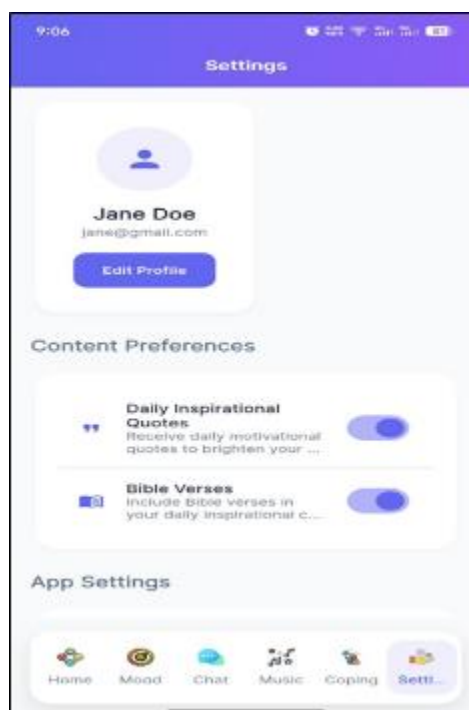 9:06
Settings
Jane Doe
jane@gmail.com
Edit Profile
Content Preferences
Daily Inspirational
Quotes
Receive daily motivational
quotes to brighten your ...
Bible Verses
Include Bible verses in
your daily inspirational c...
App Settings
Home Mood Chat Music Coping Setti...